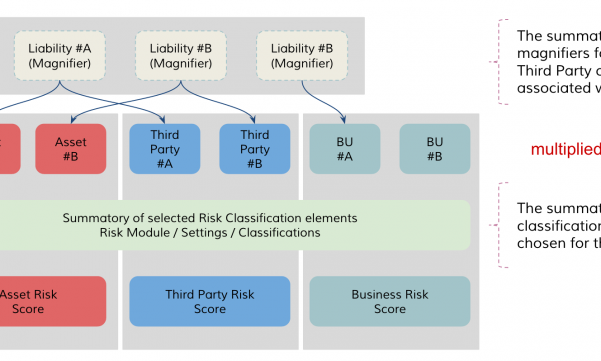 Liability #A
(Magnifier)
Liability #B
(Magnifier)
Liability #B
(Magnifier)
The summat
magnifiers fo
Third Party o
associated w
Asset
#B
Third
Party
#A
Third
Party
#B
BU
#A
BU
#B
multiplied
Summatory of selected Risk Classification elements
Risk Module / Settings / Classifications
The summat
classification
chosen for th
Asset Risk
Score
Third Party Risk
Score
Business Risk
Score